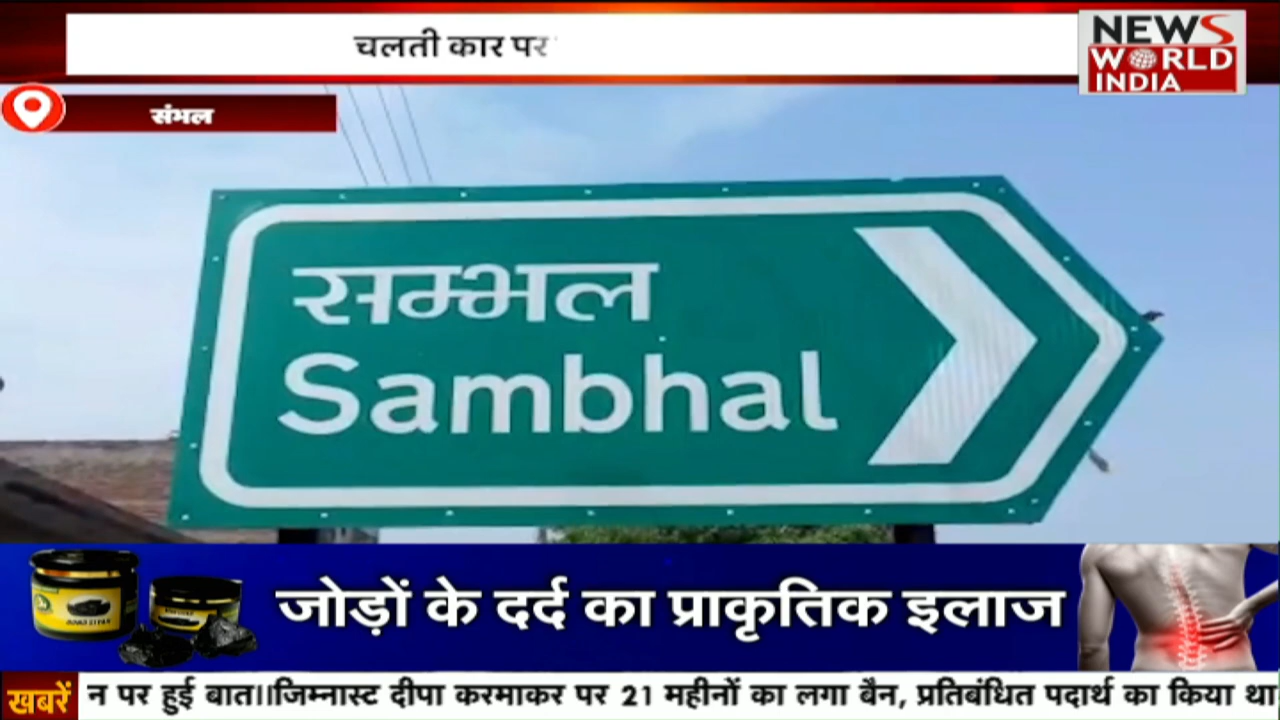 चलती कार पर
NEWS
WORLD
INDIA
संभल
सम्भल
Sambhal
जोड़ों के दर्द का प्राकृतिक इलाज
खबरें
न पर हुई बात।।जिम्नास्ट दीपा करमाकर पर 21 महीनों का लगा बैन, प्रतिबंधित पदार्थ का किया था